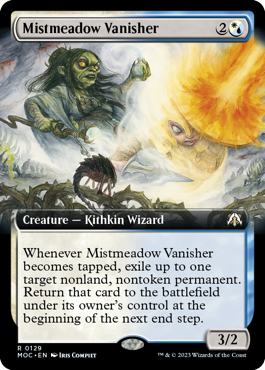 Mistmeadow Vanisher 2
Creature — Kithkin Wizard
Whenever Mistmeadow Vanisher
becomes tapped, exile up to one
target nonland, nontoken permanent.
Return that card to the battlefield
under its owner's control at the
beginning of the next end step.
3/2
R 0129
MOC • EN IRIS COMPIET
™ & © 2023 Wizards of the Coast